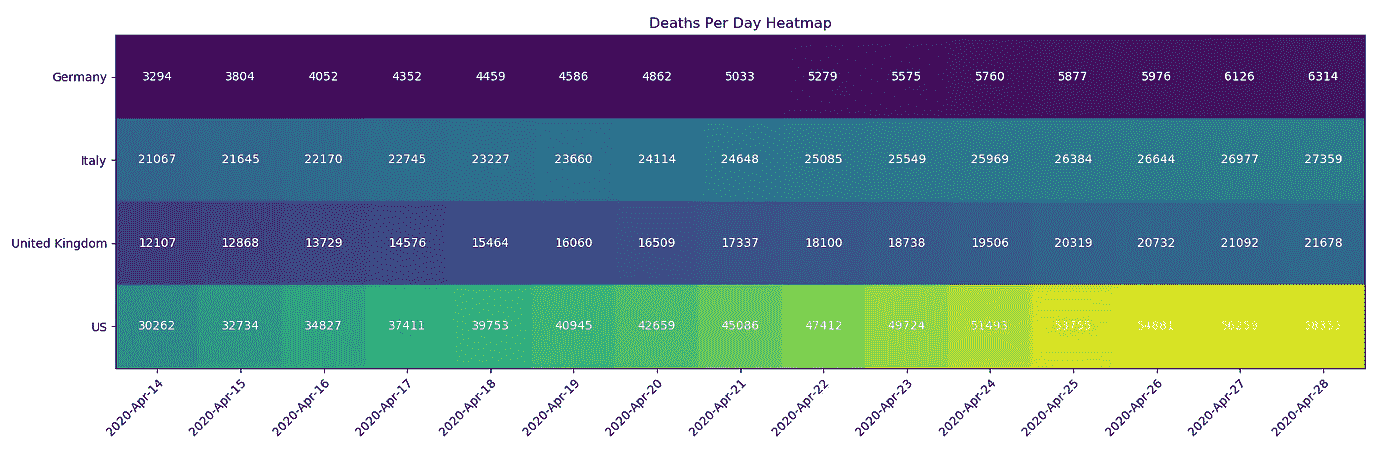 Deaths Per Day Heatmap
Germany 3294 3804 4052 4352 4459 4586 4862 5033 5279 5575 5760 5877 5976 6126 6314
Italy 21067 21645 22170 22745 23227 23660 24114 24648 25085 25549 25969 26384 26644 26977 27359
United Kingdom 12107 12868 13729 14576 15464 16060 16509 17337 18100 18738 19506 20319 20732 21092 21678
US 30262 32734 34827 37411 39753 40945 42659 45086 47412 49724 51493 53755 54881 56259
2020-Apr-14 2020-Apr-15 2020-Apr-16 2020-Apr-17 2020-Apr-18 2020-Apr-19 2020-Apr-20 2020-Apr-21 2020-Apr-22 2020-Apr-23 2020-Apr-24 2020-Apr-25 2020-Apr-26 2020-Apr-27 2020-Apr-28